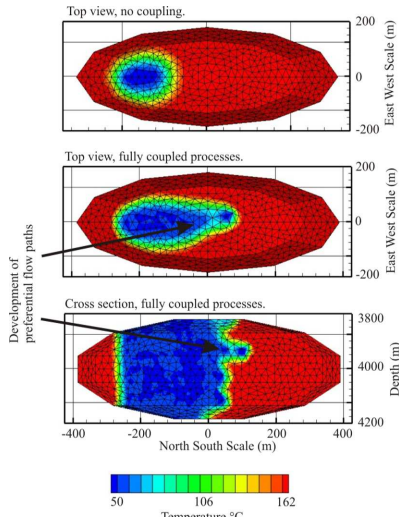 Top view, no coupling.
200
0
-200
East West Scale (m)
Top view, fully coupled processes.
200
0
-200
East West Scale (m)
Development of
preferential flow paths
Cross section, fully coupled processes.
3800
4000
4200
Depth (m)
-400 -200 0 200 400
North South Scale (m)
50 106 162
Temperature °C